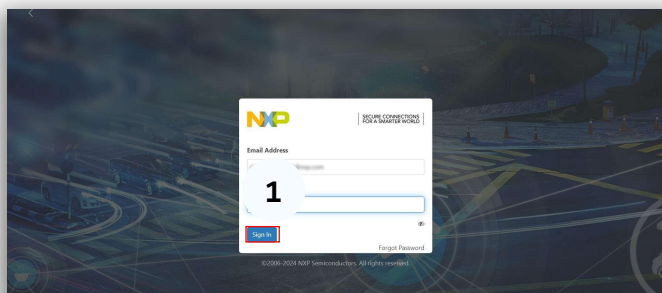 NXP
SECURE CONNECTIONS
FOR A SMARTER WORLD
Email Address
1
Sign In
Forgot Password
©2006-2024 NXP Semiconductors. All rights reserved.